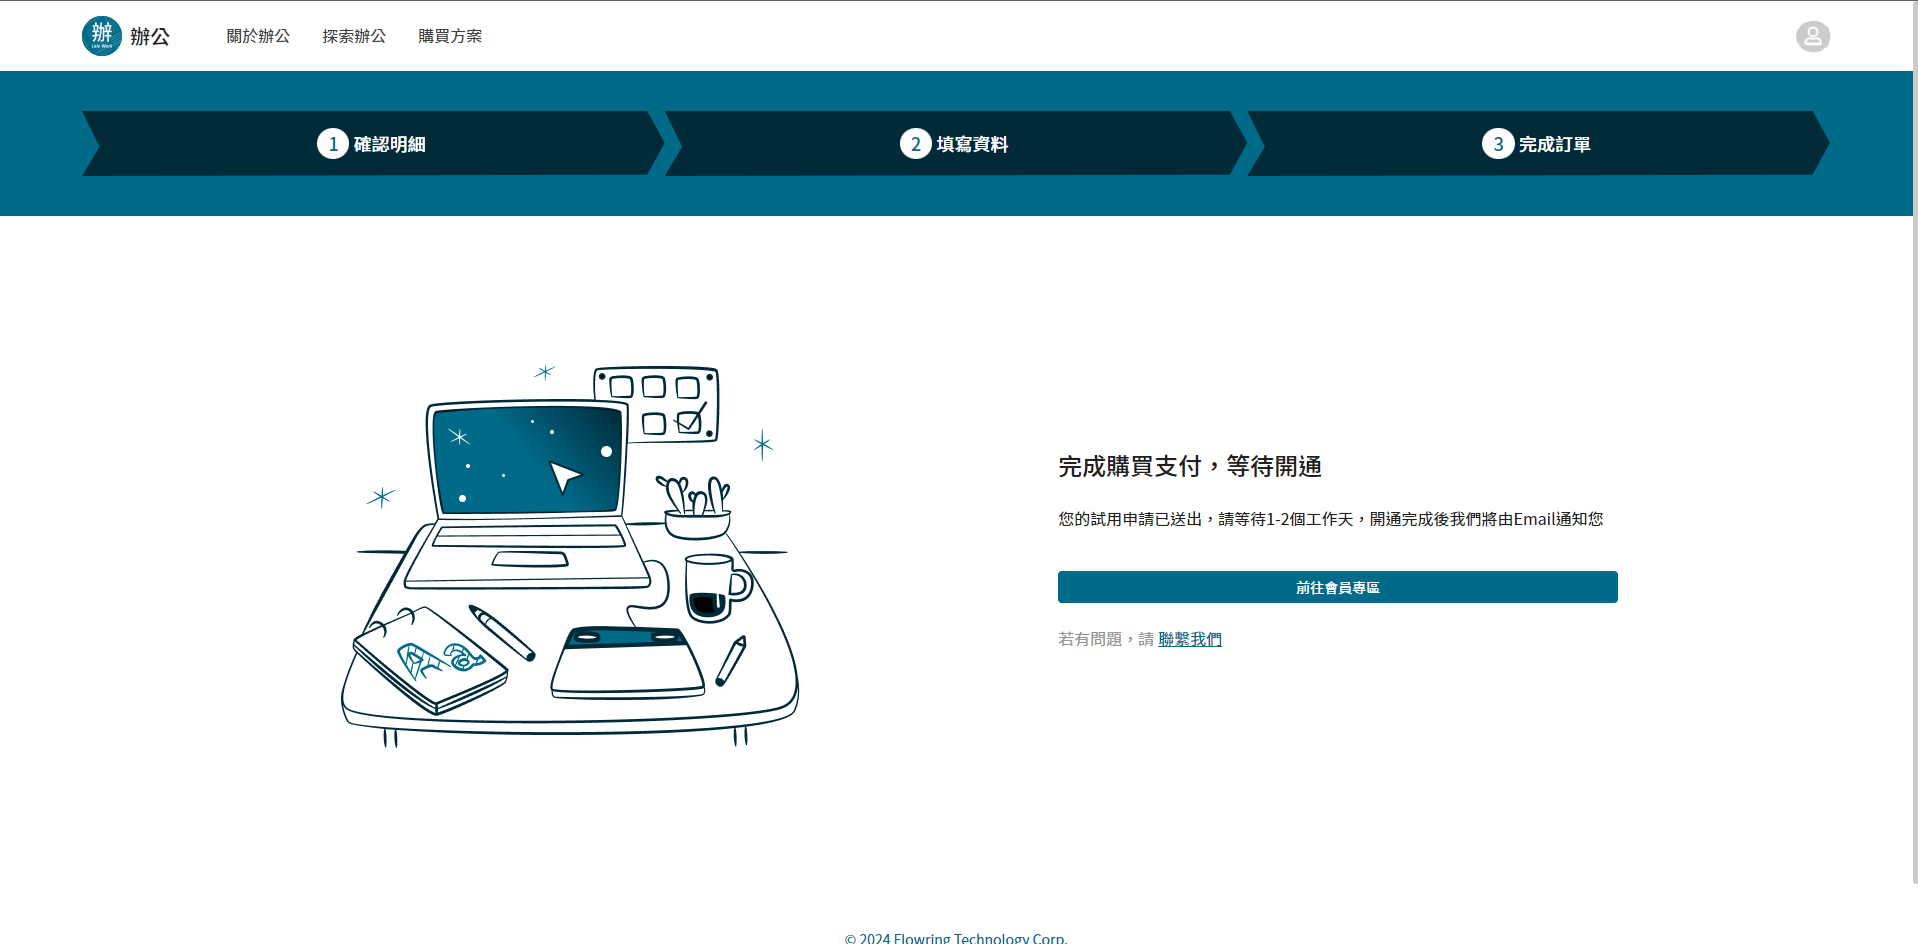 辦
Lets Work
辦公
關於辦公
探索辦公
購買方案
1 確認明細
2 填寫資料
3 完成訂單
完成購買支付，等待開通
您的試用申請已送出，請等待1-2個工作天，開通完成後我們將由Email通知您
前往會員專區
若有問題，請 聯繫我們
© 2024 Flowring Technology Corp.